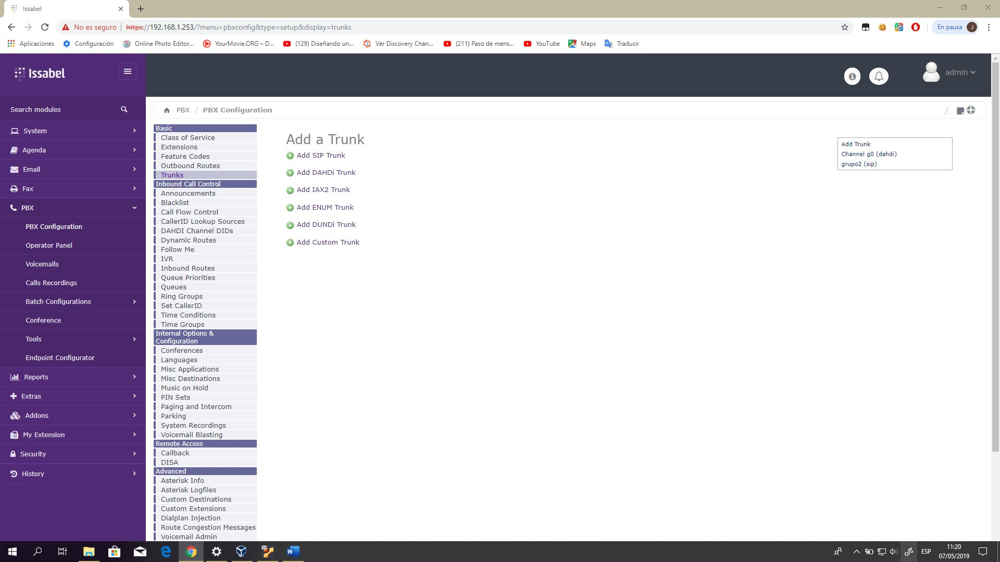 Issabel
No es seguro
https://192.168.1.253/?menu=pbxconfig&type=setup&display=trunks
En pausa
J
Aplicaciones
Configuración
Online Photo Editor...
YourMovie.ORG – D...
(129) Diseñando un...
Ver Discovery Chan...
(211) Paso de mens...
YouTube
Maps
Traducir
Issabel
admin
Search modules
System
Agenda
Email
Fax
PBX
PBX Configuration
Operator Panel
Voicemails
Calls Recordings
Batch Configurations
Conference
Tools
Endpoint Configurator
Reports
Extras
Addons
My Extension
Security
History
PBX / PBX Configuration
/
Basic
Class of Service
Extensions
Feature Codes
Outbound Routes
Trunks
Inbound Call Control
Announcements
Blacklist
Call Flow Control
CallerID Lookup Sources
DAHDI Channel DIDs
Dynamic Routes
Follow Me
IVR
Inbound Routes
Queue Priorities
Queues
Ring Groups
Set CallerID
Time Conditions
Time Groups
Internal Options &
Configuration
Conferences
Languages
Misc Applications
Misc Destinations
Music on Hold
PIN Sets
Paging and Intercom
Parking
System Recordings
Voicemail Blasting
Remote Access
Callback
DISA
Advanced
Asterisk Info
Asterisk Logfiles
Custom Destinations
Custom Extensions
Dialplan Injection
Route Congestion Messages
Voicemail Admin
Add a Trunk
Add SIP Trunk
Add DAHDi Trunk
Add IAX2 Trunk
Add ENUM Trunk
Add DUNDi Trunk
Add Custom Trunk
Add Trunk
Channel g0 (dahdi)
grupo2 (sip)
ESP
11:20
07/05/2019